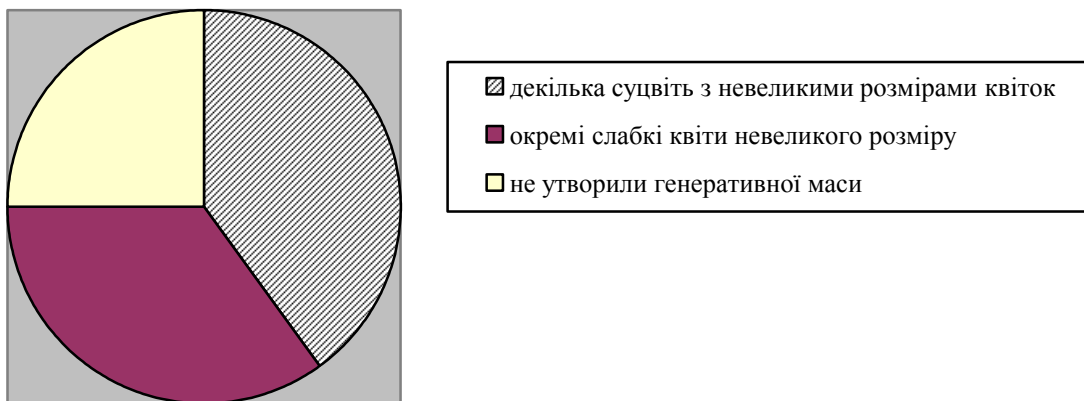 декілька суцвіть з невеликими розмірами квіток
окремі слабкі квіти невеликого розміру
не утворили генеративної маси